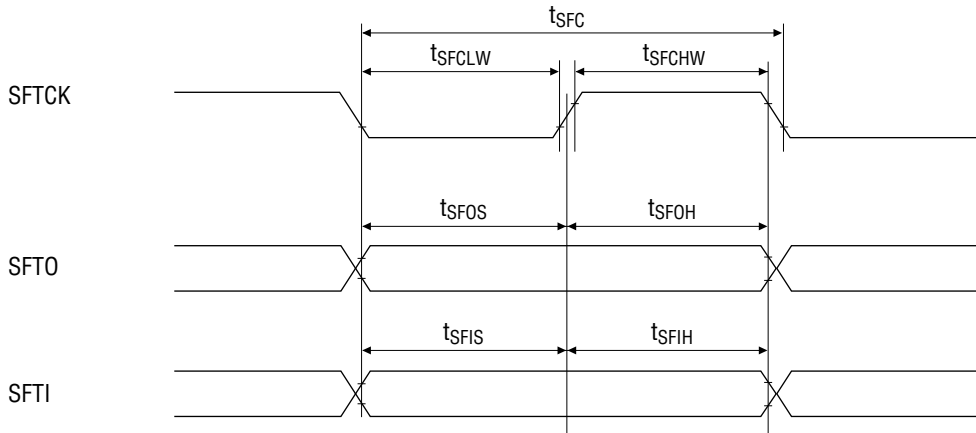 tSFC
tSFCLW tSFCHW
SFTCK
tSFOS tSFOH
SFTO
tSFIS tSFIH
SFTI